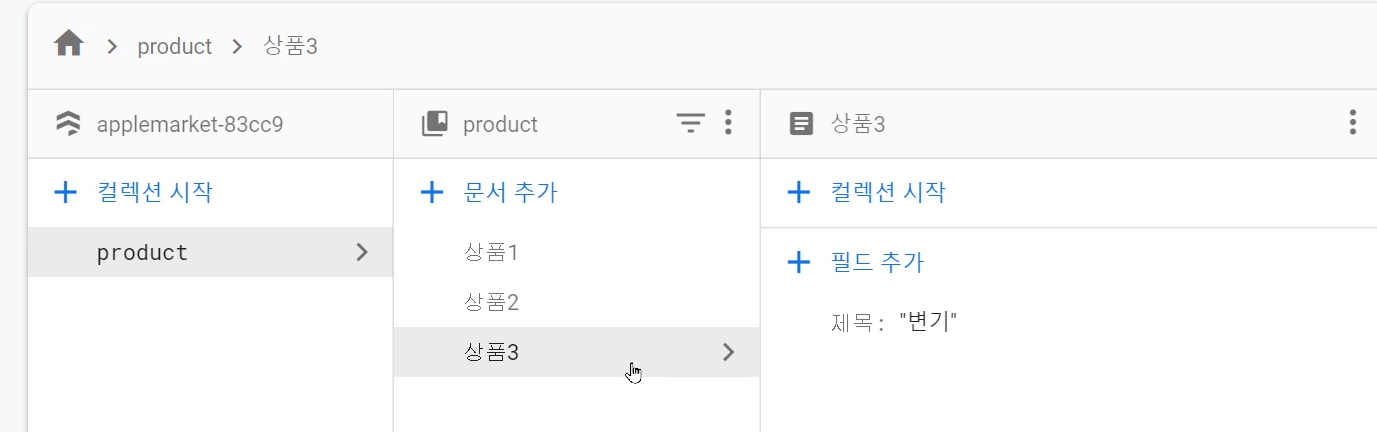 product 상품3
applemarket-83cc9
컬렉션 시작
product
product
문서 추가
상품1
상품2
상품3
상품3
컬렉션 시작
필드 추가
제목: "변기"